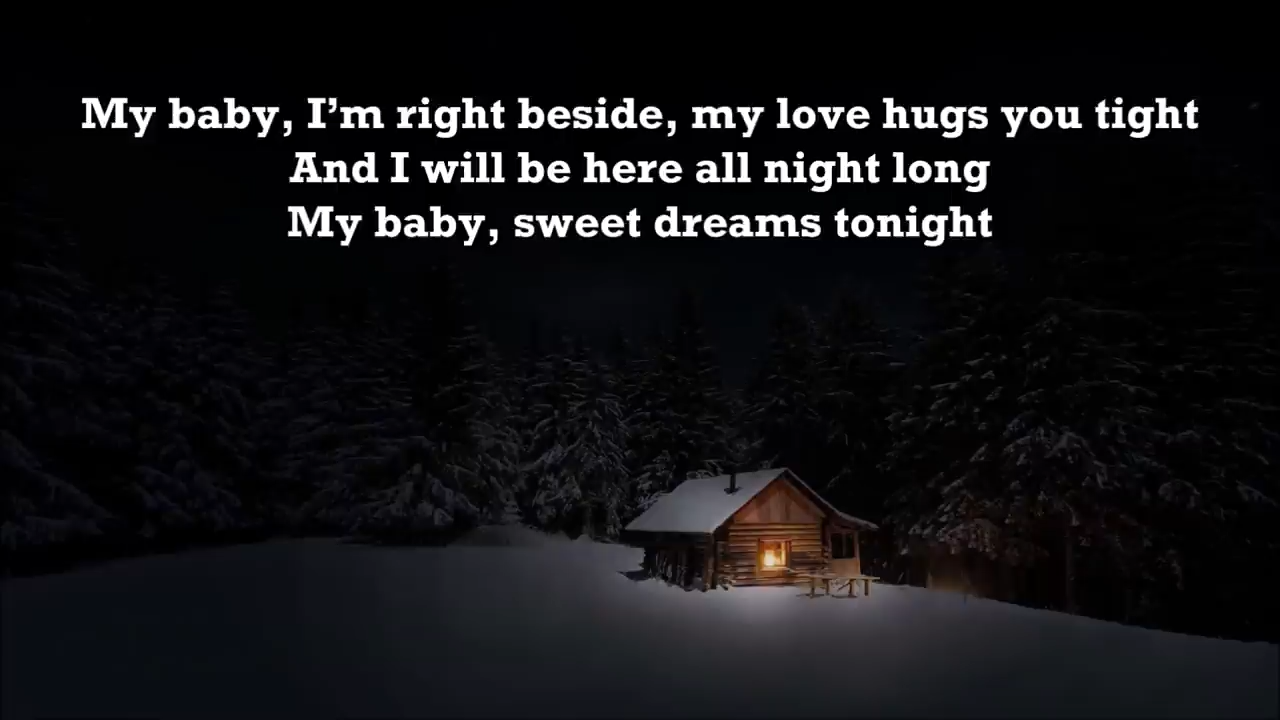 My baby, I’m right beside, my love hugs you tight
And I will be here all night long
My baby, sweet dreams tonight